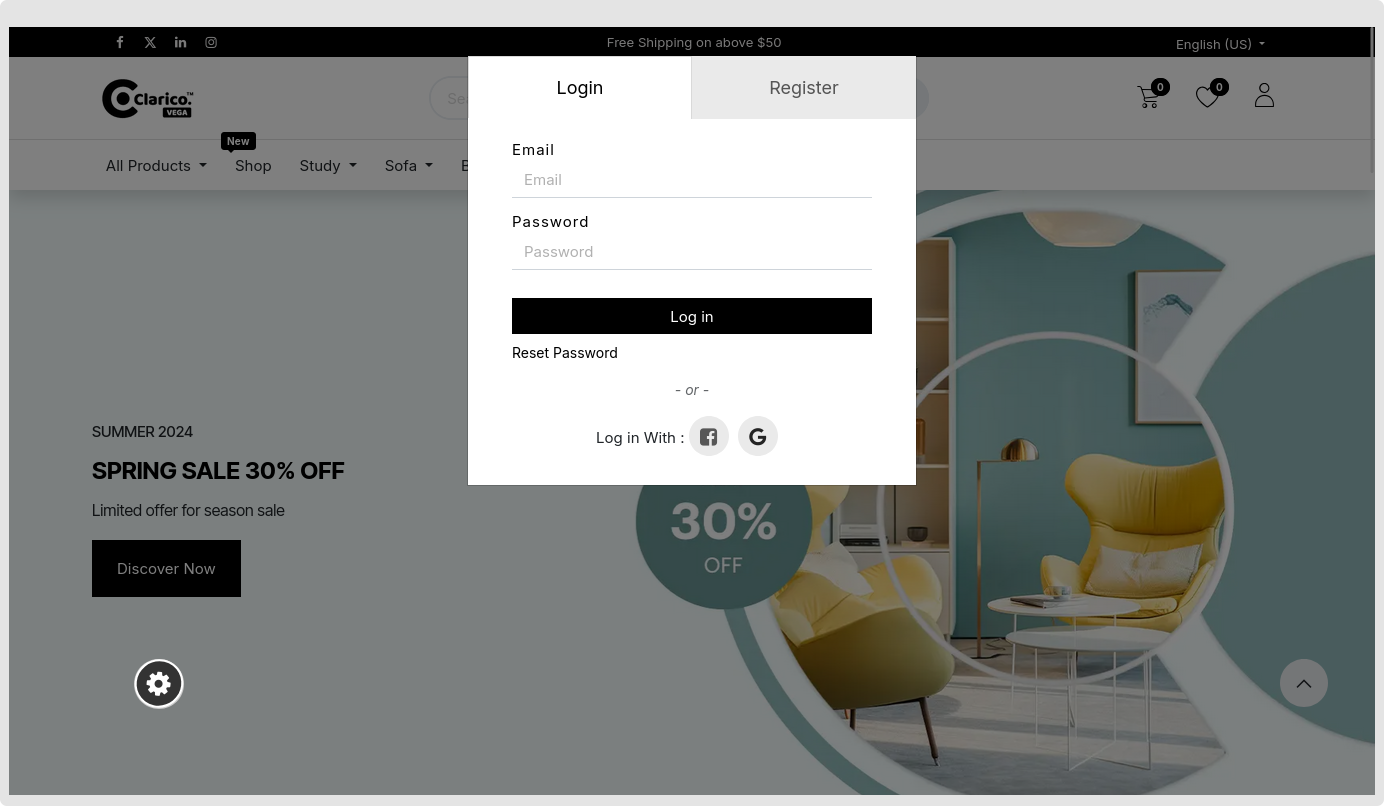 Free Shipping on above $50
English (US)
Clarico.™
VEGA
Sea
0
0
New
All Products
Shop
Study
Sofa
Login
Register
Email
Email
Password
Password
Log in
Reset Password
- or -
Log in With :
SUMMER 2024
SPRING SALE 30% OFF
Limited offer for season sale
Discover Now
30%
OFF